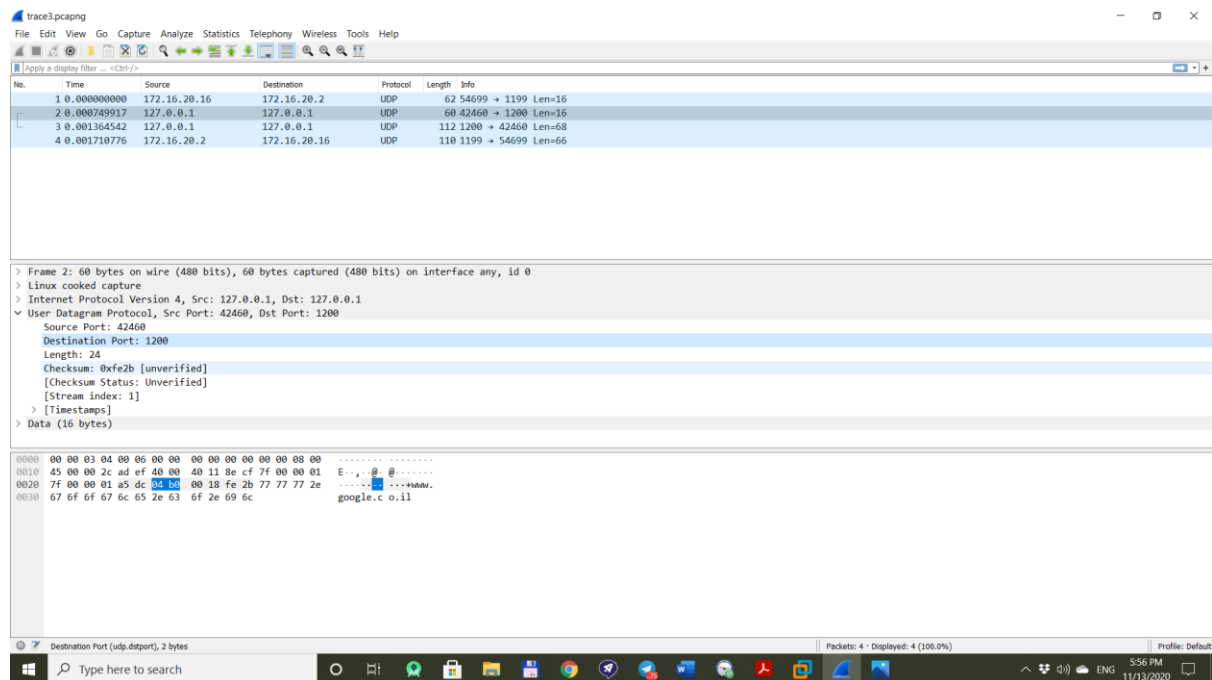 trace3.pcapng
File Edit View Go Capture Analyze Statistics Telephony Wireless Tools Help
Apply a display filter ... <Ctrl-/>
No. Time Source Destination Protocol Length Info
1 0.000000000 172.16.20.16 172.16.20.2 UDP 62 54699 → 1199 Len=16
2 0.000749917 127.0.0.1 127.0.0.1 UDP 60 42460 → 1200 Len=16
3 0.001364542 127.0.0.1 127.0.0.1 UDP 112 1200 → 42460 Len=68
4 0.001710776 172.16.20.2 172.16.20.16 UDP 110 1199 → 54699 Len=66
> Frame 2: 60 bytes on wire (480 bits), 60 bytes captured (480 bits) on interface any, id 0
> Linux cooked capture
> Internet Protocol Version 4, Src: 127.0.0.1, Dst: 127.0.0.1
User Datagram Protocol, Src Port: 42460, Dst Port: 1200
Source Port: 42460
Destination Port: 1200
Length: 24
Checksum: 0xfe2b [unverified]
[Checksum Status: Unverified]
[Stream index: 1]
> [Timestamps]
> Data (16 bytes)
0000 00 00 03 04 00 06 00 00 00 00 00 00 00 00 08 00 ········ ········
0010 45 00 00 2c ad ef 40 00 40 11 8e cf 7f 00 00 01 E··,··@· @·······
0020 7f 00 00 01 a5 dc 04 b0 00 18 fe 2b 77 77 77 2e ········ ···+www.
0030 67 6f 6f 67 6c 65 2e 63 6f 2e 69 6c google.c o.il
Destination Port (udp.dstport), 2 bytes Packets: 4 · Displayed: 4 (100.0%) Profile: Default
Type here to search ENG 5:56 PM
11/13/2020